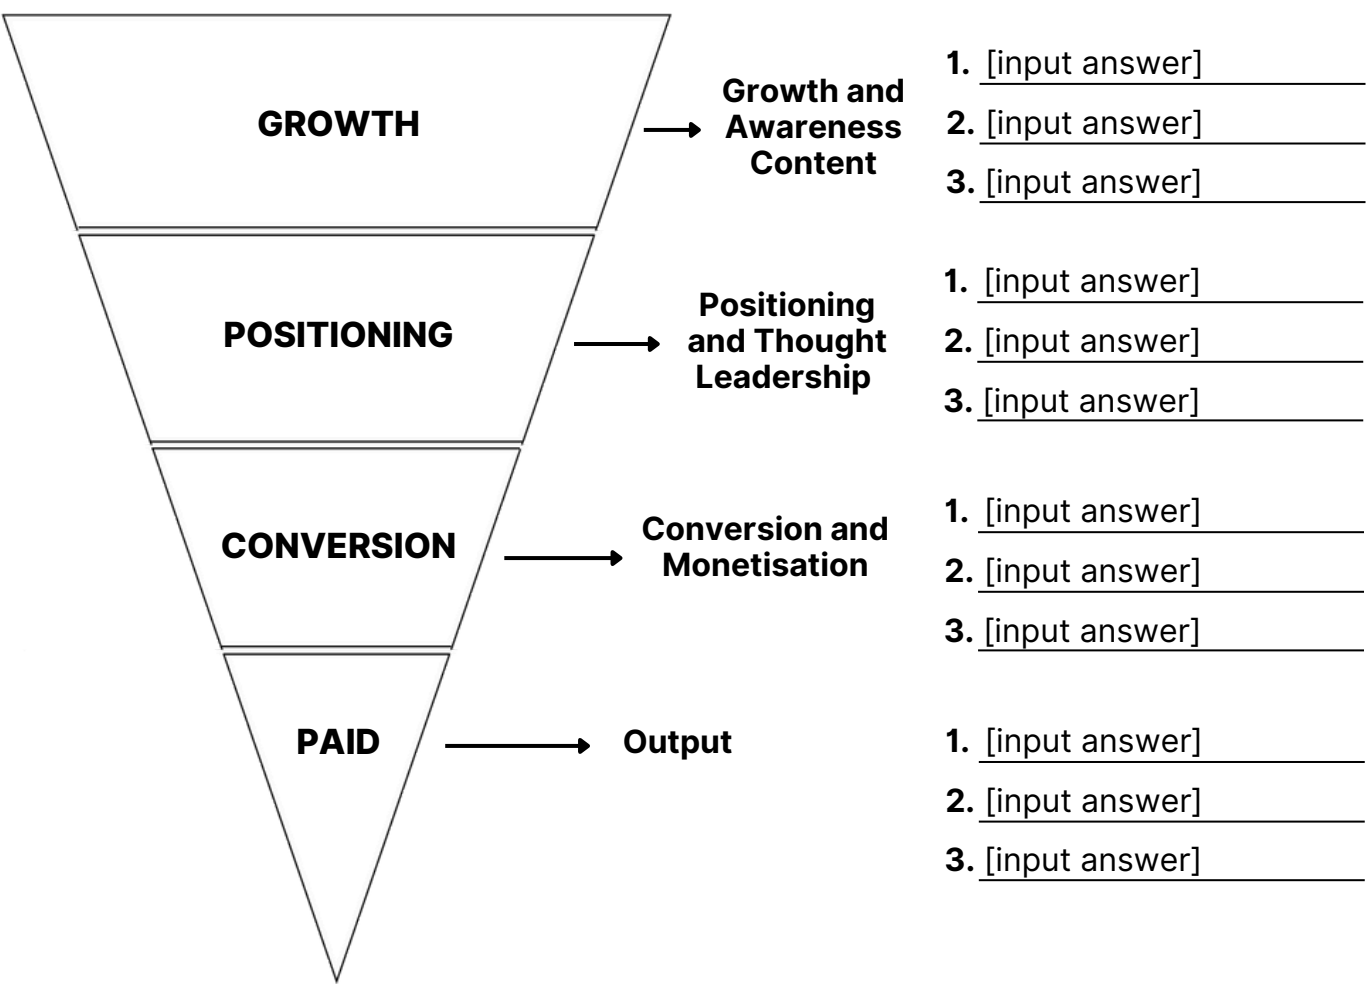 GROWTH
Growth and
Awareness
Content
1. [input answer]
2. [input answer]
3. [input answer]
POSITIONING
Positioning
and Thought
Leadership
1. [input answer]
2. [input answer]
3. [input answer]
CONVERSION
Conversion and
Monetisation
1. [input answer]
2. [input answer]
3. [input answer]
PAID
Output
1. [input answer]
2. [input answer]
3. [input answer]